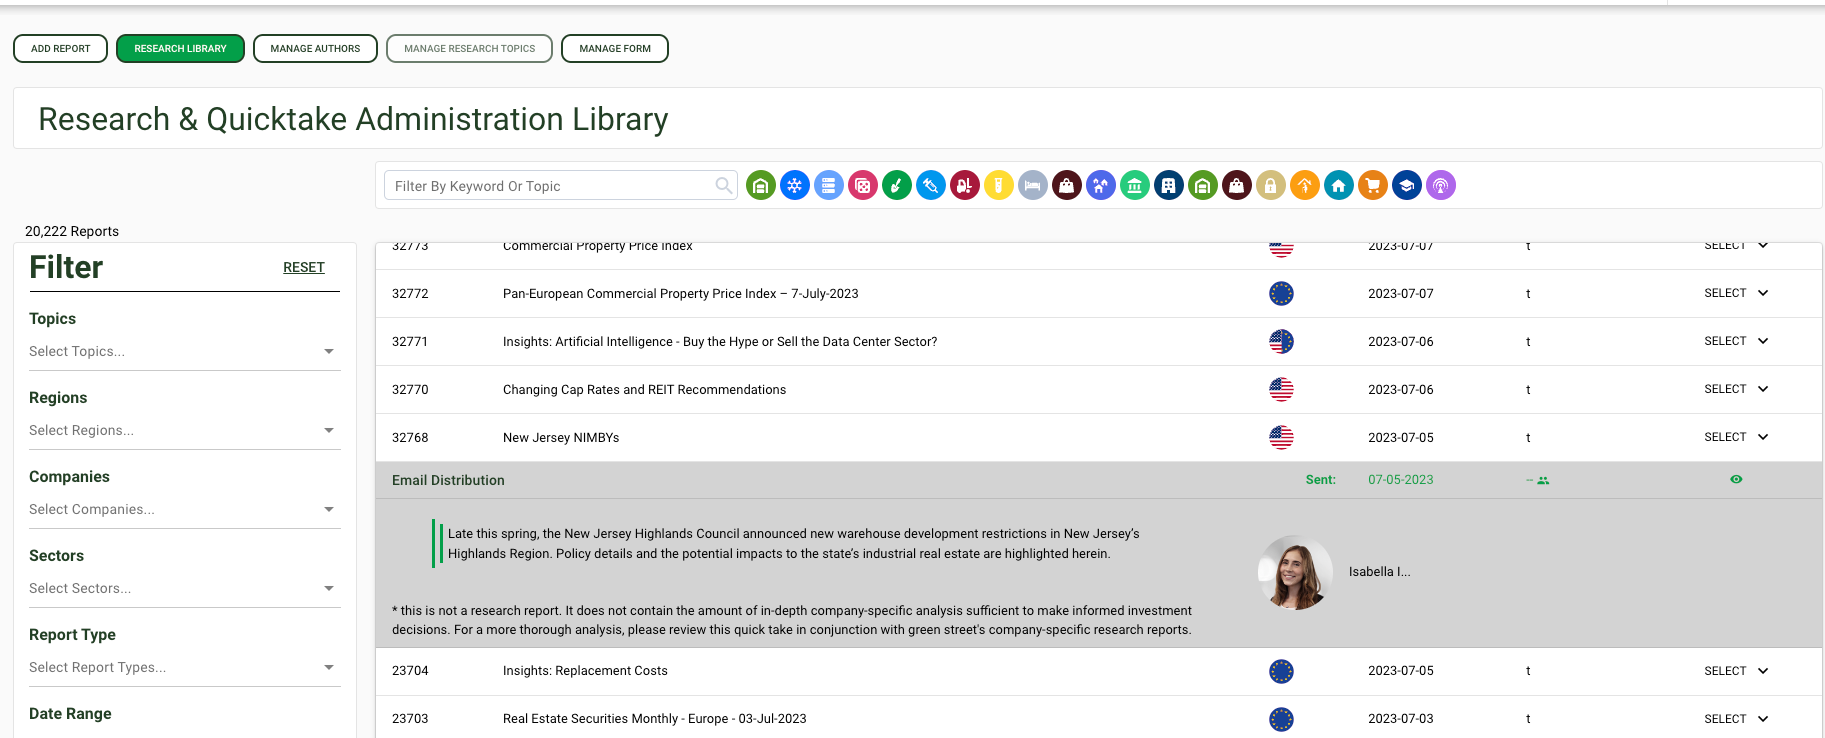 ADD REPORT
RESEARCH LIBRARY
MANAGE AUTHORS
MANAGE RESEARCH TOPICS
MANAGE FORM
Research & Quicktake Administration Library
Filter By Keyword Or Topic
20,222 Reports
Filter
RESET
Topics
Select Topics...
Regions
Select Regions...
Companies
Select Companies...
Sectors
Select Sectors...
Report Type
Select Report Types...
Date Range
32773 Commercial Property Price Index 2023-07-07 t SELECT
32772 Pan-European Commercial Property Price Index – 7-July-2023 2023-07-07 t SELECT
32771 Insights: Artificial Intelligence - Buy the Hype or Sell the Data Center Sector? 2023-07-06 t SELECT
32770 Changing Cap Rates and REIT Recommendations 2023-07-06 t SELECT
32768 New Jersey NIMBYs 2023-07-05 t SELECT
Email Distribution Sent: 07-05-2023 --
Late this spring, the New Jersey Highlands Council announced new warehouse development restrictions in New Jersey's
Highlands Region. Policy details and the potential impacts to the state's industrial real estate are highlighted herein.
Isabella I...
* this is not a research report. It does not contain the amount of in-depth company-specific analysis sufficient to make informed investment
decisions. For a more thorough analysis, please review this quick take in conjunction with green street's company-specific research reports.
23704 Insights: Replacement Costs 2023-07-05 t SELECT
23703 Real Estate Securities Monthly - Europe - 03-Jul-2023 2023-07-03 t SELECT